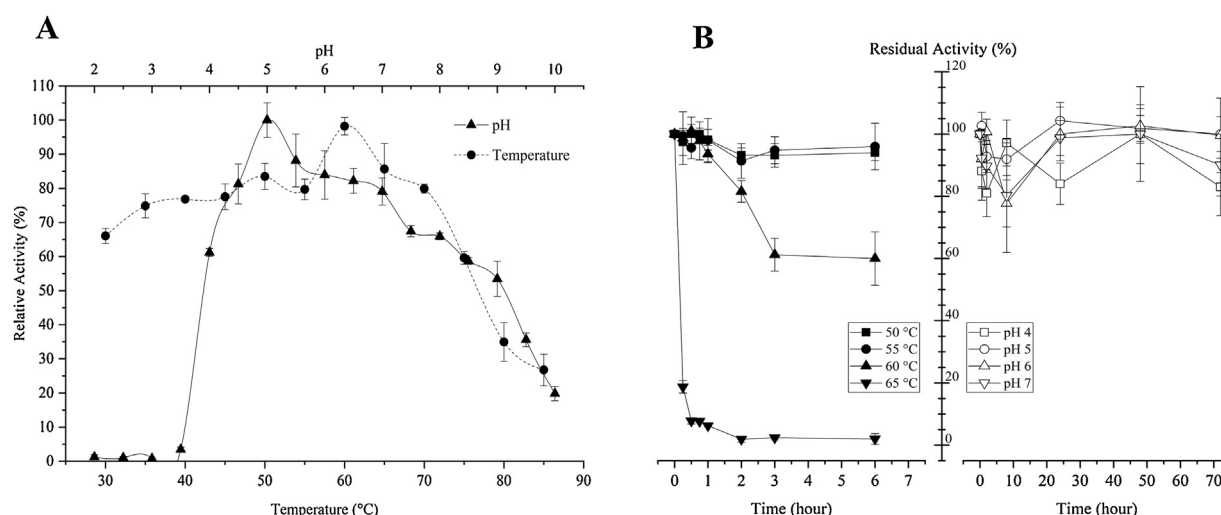 A
pH
2 3 4 5 6 7 8 9 10
110
100
90
80
70
60
50
40
30
20
10
0
Relative Activity (%)
pH
Temperature
30 40 50 60 70 80 90
Temperature (°C)
B
Residual Activity (%)
120
100
80
60
40
20
0
50 °C
55 °C
60 °C
65 °C
pH 4
pH 5
pH 6
pH 7
0 1 2 3 4 5 6 7
Time (hour)
0 10 20 30 40 50 60 70
Time (hour)